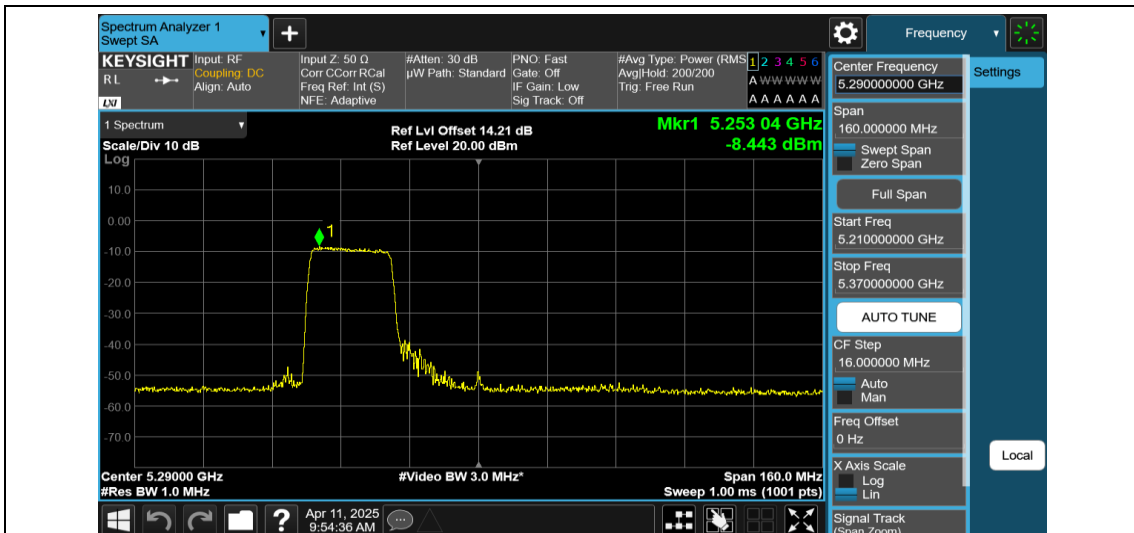 Spectrum Analyzer 1
Swept SA
+
Frequency
KEYSIGHT
R L
LXI
Input: RF
Coupling: DC
Align: Auto
Input Z: 50 Ω
Corr CCorr RCal
Freq Ref: Int (S)
NFE: Adaptive
#Atten: 30 dB
µW Path: Standard
PNO: Fast
Gate: Off
IF Gain: Low
Sig Track: Off
#Avg Type: Power (RMS
Avg|Hold: 200/200
Trig: Free Run
1 2 3 4 5 6
A W W W W W
A A A A A A
1 Spectrum
Scale/Div 10 dB
Ref Lvl Offset 14.21 dB
Ref Level 20.00 dBm
Mkr1 5.253 04 GHz
-8.443 dBm
Log
10.0
0.00
-10.0
-20.0
-30.0
-40.0
-50.0
-60.0
-70.0
1
Center 5.29000 GHz
#Res BW 1.0 MHz
#Video BW 3.0 MHz*
Span 160.0 MHz
Sweep 1.00 ms (1001 pts)
Center Frequency
5.290000000 GHz
Span
160.000000 MHz
Swept Span
Zero Span
Full Span
Start Freq
5.210000000 GHz
Stop Freq
5.370000000 GHz
AUTO TUNE
CF Step
16.000000 MHz
Auto
Man
Freq Offset
0 Hz
X Axis Scale
Log
Lin
Signal Track
(Span Zoom)
Settings
Local
?
Apr 11, 2025
9:54:36 AM